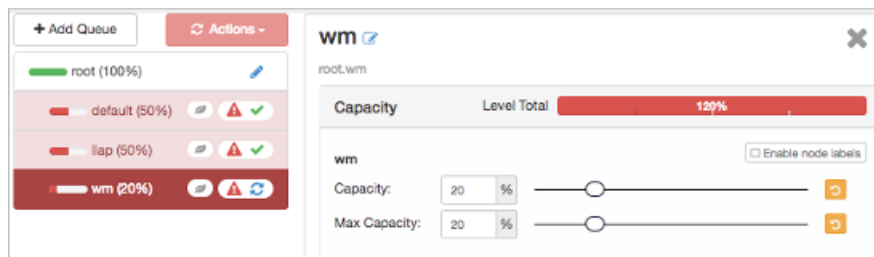 + Add Queue
Actions
root (100%)
default (50%)
llap (50%)
wm (20%)
wm
root.wm
Capacity Level Total 120%
wm
Enable node labels
Capacity: 20 %
Max Capacity: 20 %